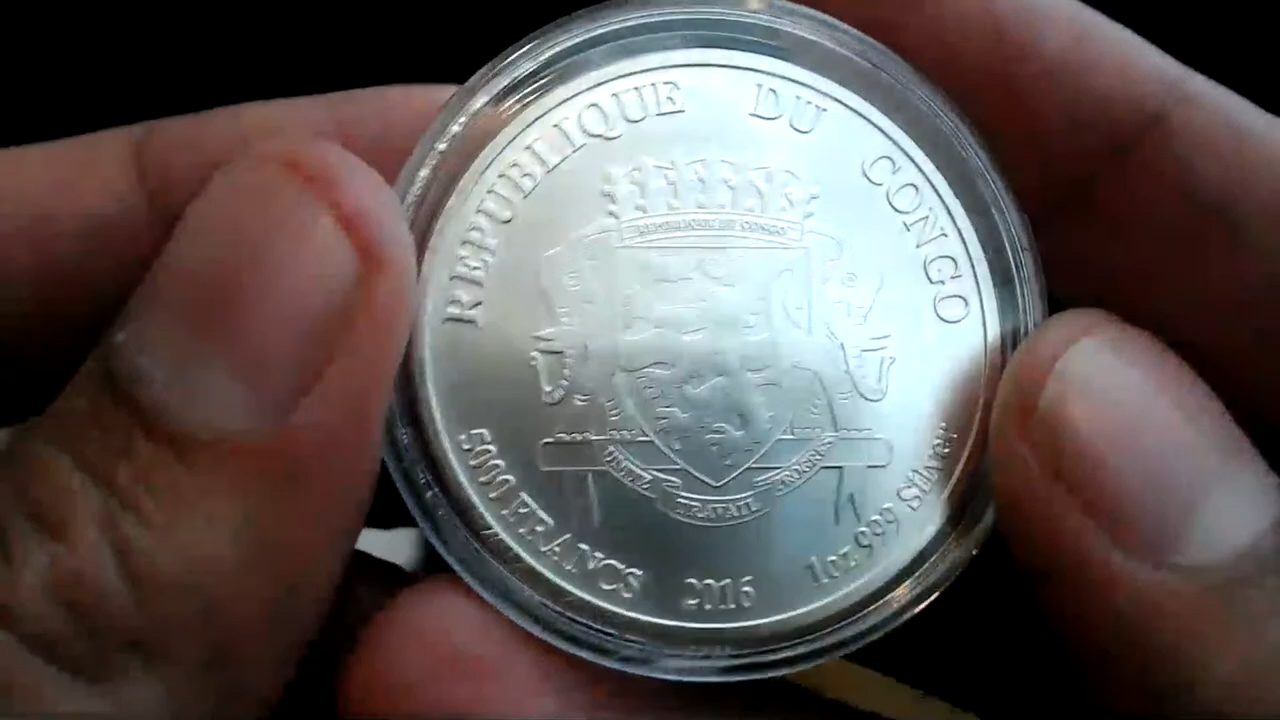 REPUBLIQUE DU CONGO
REPUBLIQUE DU CONGO
UNITE TRAVAIL PROGRES
5000 FRANCS 2016 1oz 999 Silver